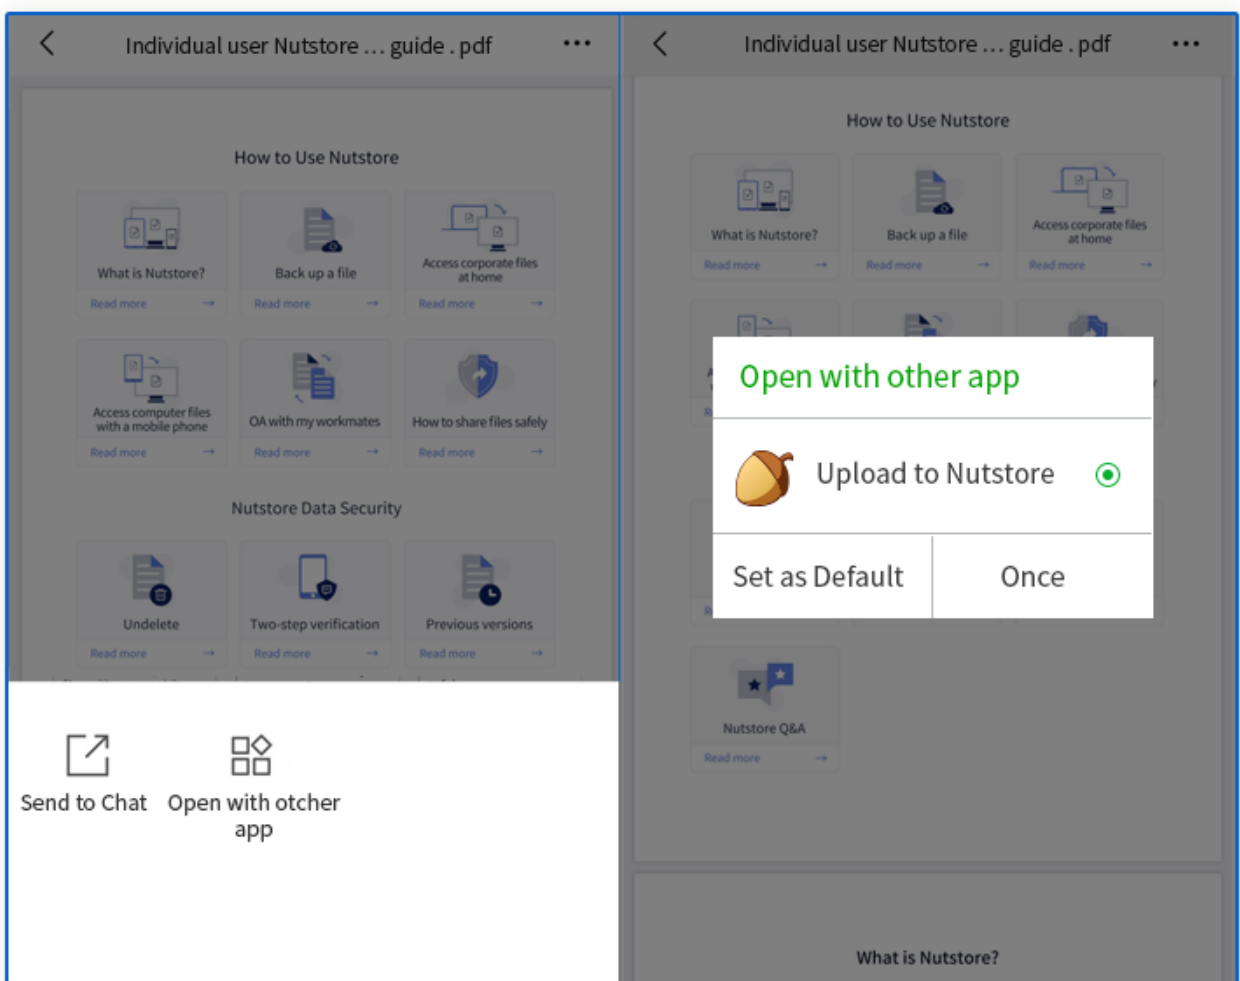 Individual user Nutstore ... guide . pdf
How to Use Nutstore
What is Nutstore?
Read more
Back up a file
Read more
Access corporate files
at home
Read more
Access computer files
with a mobile phone
Read more
OA with my workmates
Read more
How to share files safely
Read more
Nutstore Data Security
Undelete
Read more
Two-step verification
Read more
Previous versions
Read more
Send to Chat
Open with otcher
app
Individual user Nutstore ... guide . pdf
How to Use Nutstore
What is Nutstore?
Read more
Back up a file
Read more
Access corporate files
at home
Read more
Open with other app
Upload to Nutstore
Set as Default
Once
Nutstore Q&A
Read more
What is Nutstore?